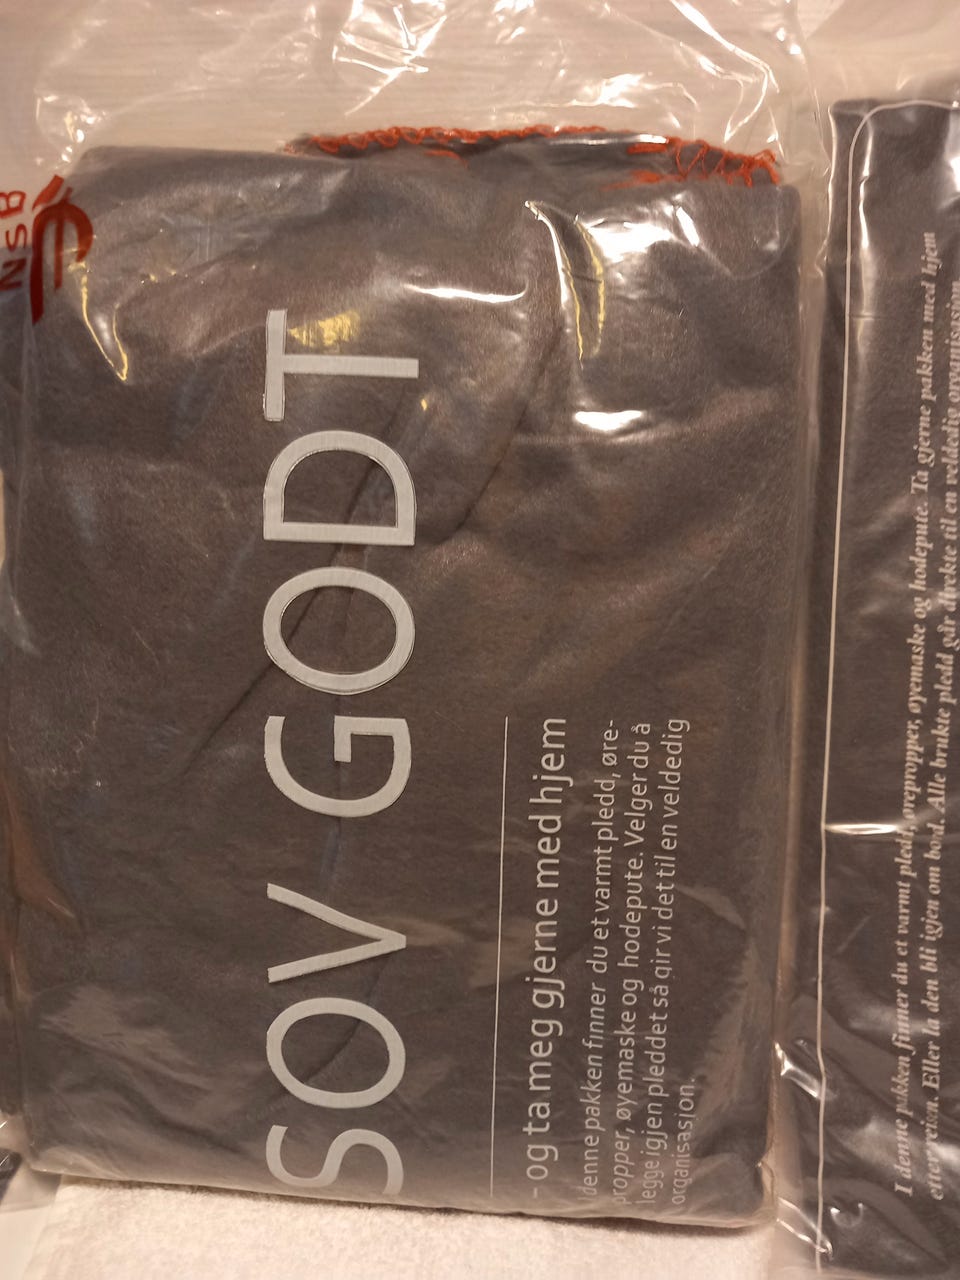 NSB
SOV GODT
- og ta meg gjerne med hjem
I denne pakken finner du et varmt pledd, øre-
propper, øyemaske og hodepute. Velger du å
legge igjen pleddet så gir vi det til en veldedig
organisasjon.
I denne pakken finner du et varmt pledd, ørepropper, øyemaske og hodepute. Ta gjerne pakken med hjem
etter reisen. Eller la den bli igjen om bord. Alle brukte pledd går direkte til en veldedig organisasjon.